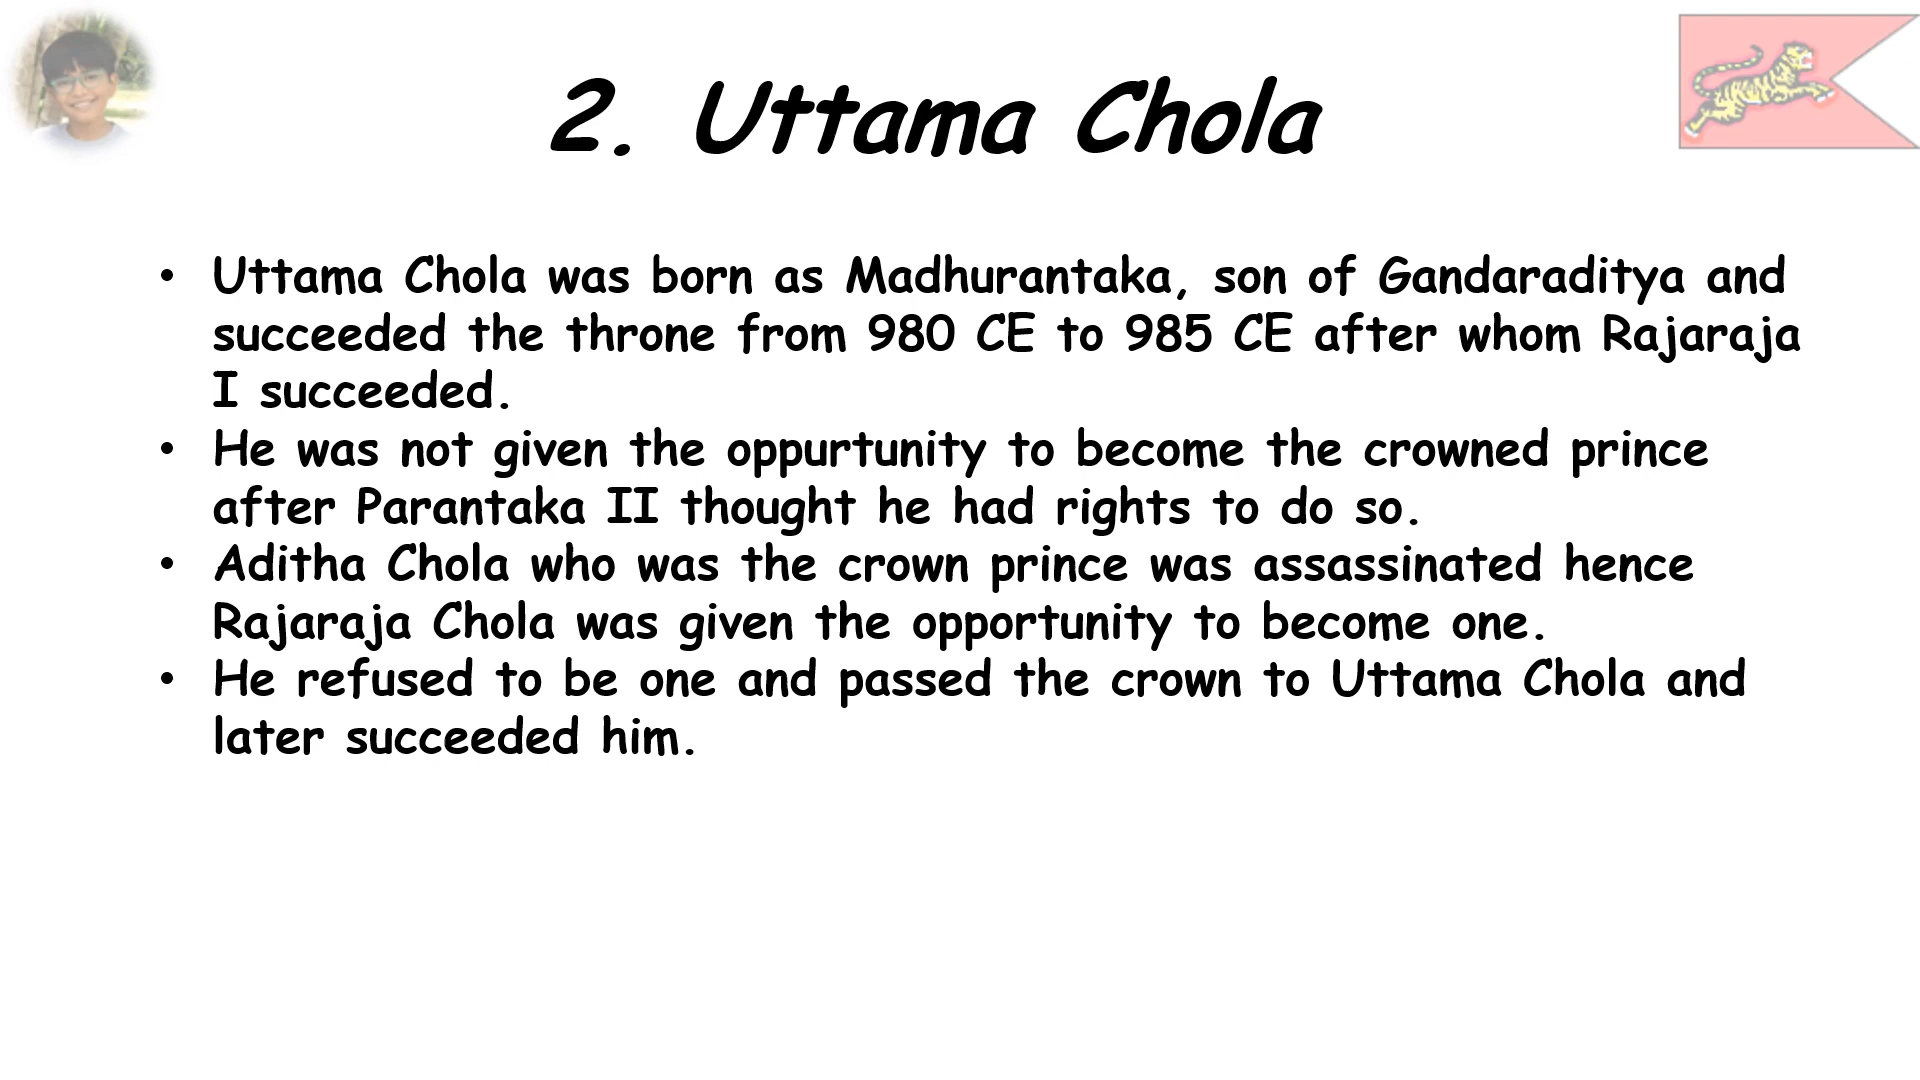 2. Uttama Chola
• Uttama Chola was born as Madhurantaka, son of Gandaraditya and
succeeded the throne from 980 CE to 985 CE after whom Rajaraja
I succeeded.
• He was not given the oppurtunity to become the crowned prince
after Parantaka II thought he had rights to do so.
• Aditha Chola who was the crown prince was assassinated hence
Rajaraja Chola was given the opportunity to become one.
• He refused to be one and passed the crown to Uttama Chola and
later succeeded him.